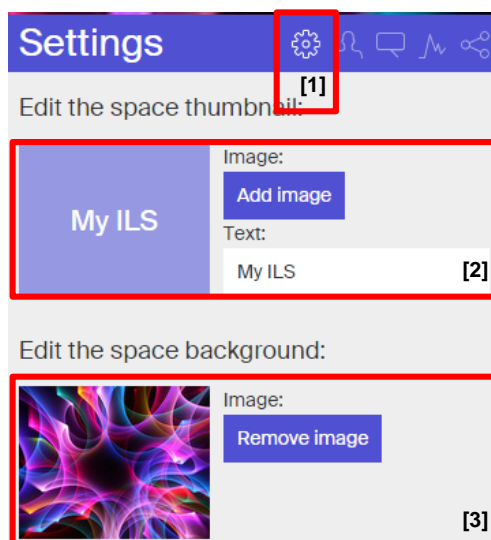 Settings
[1]
Edit the space thumbnail:
My ILS
Image:
Add image
Text:
My ILS
[2]
Edit the space background:
Image:
Remove image
[3]